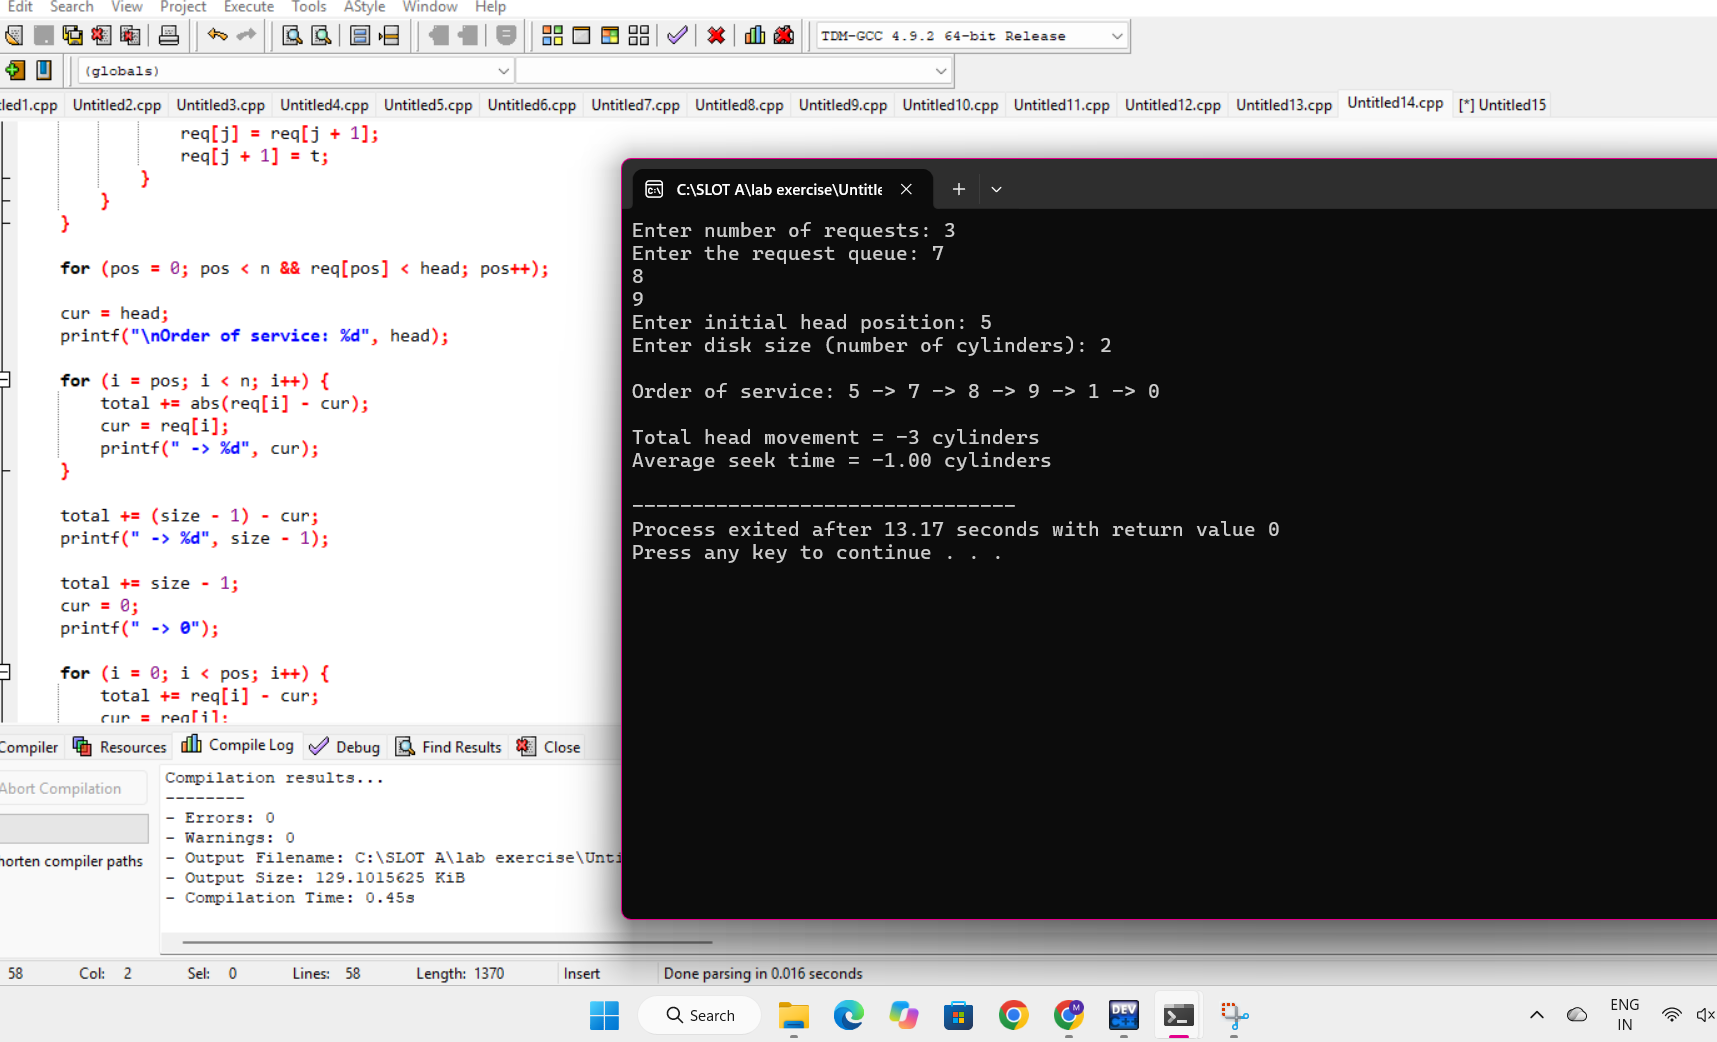 Edit Search View Project Execute Tools AStyle Window Help
TDM-GCC 4.9.2 64-bit Release
(globals)
Untitled2.cpp Untitled3.cpp Untitled4.cpp Untitled5.cpp Untitled6.cpp Untitled7.cpp Untitled8.cpp Untitled9.cpp Untitled10.cpp Untitled11.cpp Untitled12.cpp Untitled13.cpp Untitled14.cpp [*] Untitled15
req[j] = req[j + 1];
req[j + 1] = t;
}
}
}
for (pos = 0; pos < n && req[pos] < head; pos++);
cur = head;
printf("\nOrder of service: %d", head);
for (i = pos; i < n; i++) {
total += abs(req[i] - cur);
cur = req[i];
printf(" -> %d", cur);
}
total += (size - 1) - cur;
printf(" -> %d", size - 1);
total += size - 1;
cur = 0;
printf(" -> 0");
for (i = 0; i < pos; i++) {
total += req[i] - cur;
cur = req[i];
C:\SLOT A\lab exercise\Untitle
Enter number of requests: 3
Enter the request queue: 7
8
9
Enter initial head position: 5
Enter disk size (number of cylinders): 2
Order of service: 5 -> 7 -> 8 -> 9 -> 1 -> 0
Total head movement = -3 cylinders
Average seek time = -1.00 cylinders
--------------------------------
Process exited after 13.17 seconds with return value 0
Press any key to continue . . .
Compiler Resources Compile Log Debug Find Results Close
Abort Compilation
horten compiler paths
Compilation results...
--------
- Errors: 0
- Warnings: 0
- Output Filename: C:\SLOT A\lab exercise\Unti
- Output Size: 129.1015625 KiB
- Compilation Time: 0.45s
58 Col: 2 Sel: 0 Lines: 58 Length: 1370 Insert Done parsing in 0.016 seconds
Search
M
DEV
ENG
IN